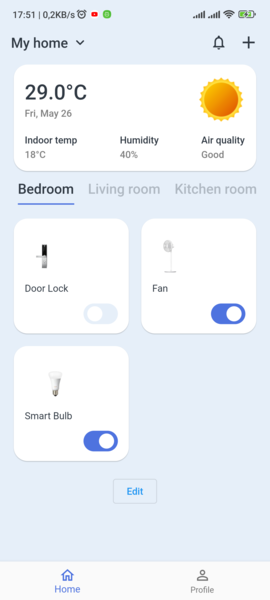 17:51 | 0,2KB/s
My home
29.0°C
Fri, May 26
Indoor temp Humidity Air quality
18°C 40% Good
Bedroom Living room Kitchen room
Door Lock Fan
Smart Bulb
Edit
Home Profile